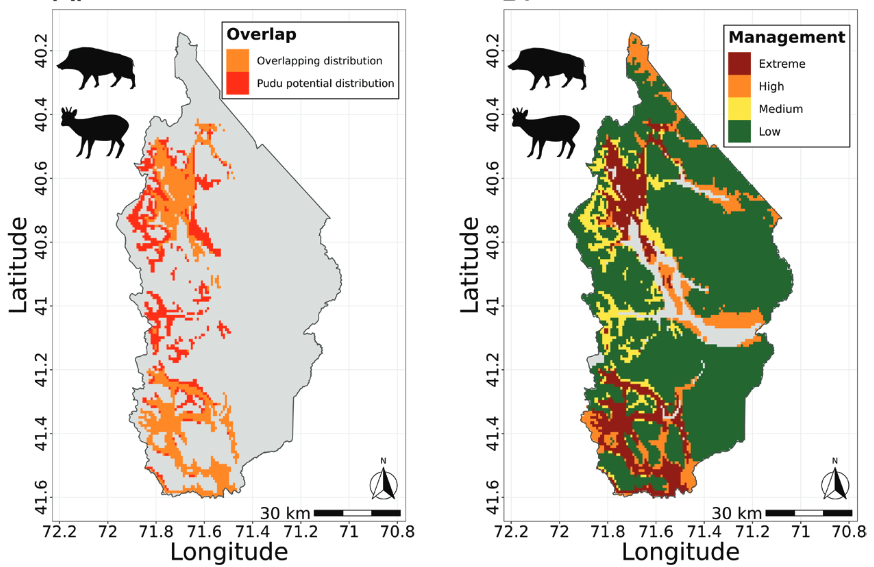 Overlap
Overlapping distribution
Pudu potential distribution
40.2
40.4
40.6
40.8
41
41.2
41.4
41.6
Latitude
N
30 km
72.2 72 71.8 71.6 71.4 71.2 71 70.8
Longitude
Management
Extreme
High
Medium
Low
40.2
40.4
40.6
40.8
41
41.2
41.4
41.6
Latitude
N
30 km
72.2 72 71.8 71.6 71.4 71.2 71 70.8
Longitude